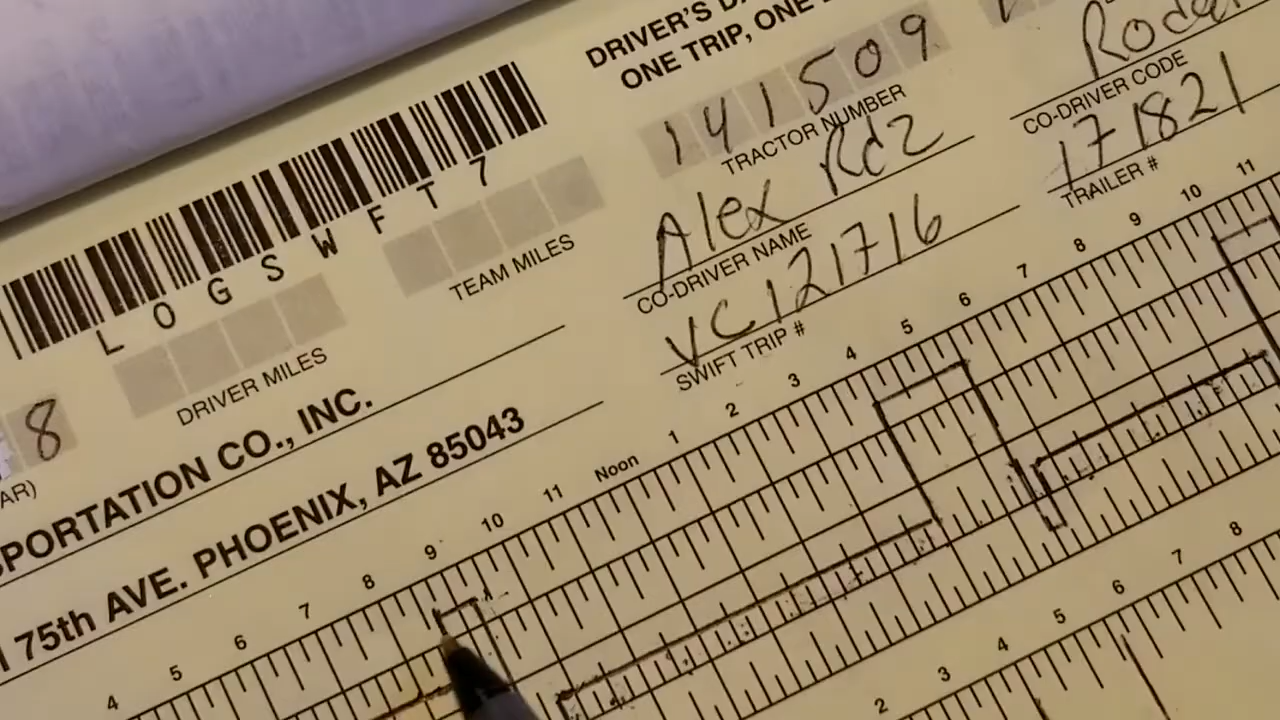 DRIVER'S
ONE TRIP, ONE
141509
TRACTOR NUMBER
CO-DRIVER CODE
171821
TRAILER #
Alex Rdz
CO-DRIVER NAME
VC121716
SWIFT TRIP #
LOGSWFT7
TEAM MILES
DRIVER MILES
8
CO., INC.
75th AVE. PHOENIX, AZ 85043
4 5 6 7 8 9 10 11 Noon 1 2 3 4 5 6 7 8 9 10 11
2 3 4 5 6 7 8